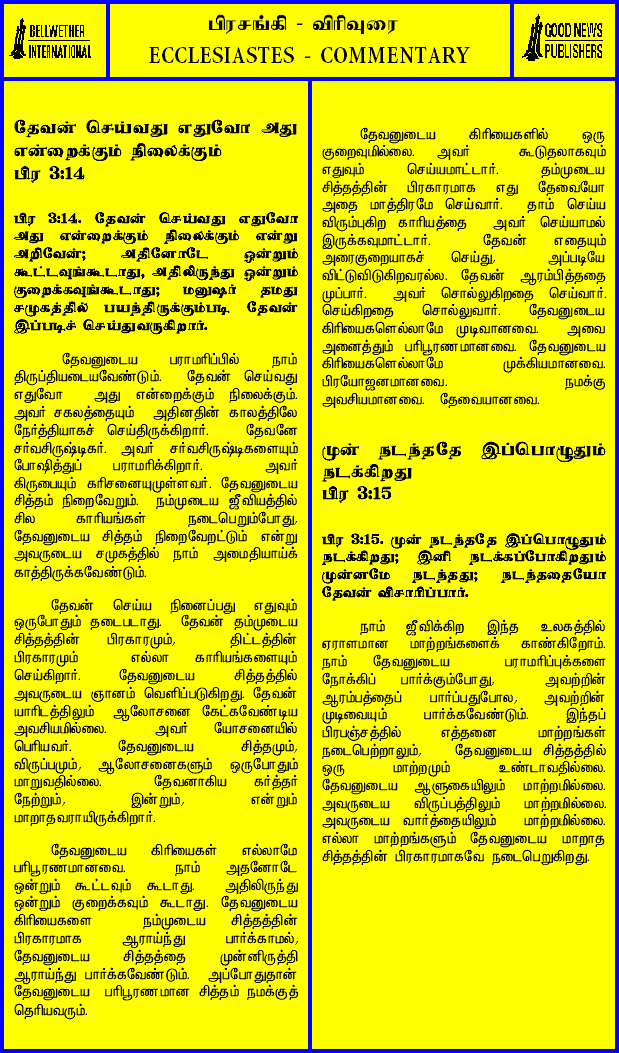 BELLWETHER
INTERNATIONAL
பிரசங்கி - விரிவுரை
ECCLESIASTES - COMMENTARY
GOOD NEWS
PUBLISHERS
தேவன் செய்வது எதுவோ அது
என்றைக்கும் நிலைக்கும்
பிர 3:14
பிர 3:14. தேவன் செய்வது எதுவோ
அது என்றைக்கும் நிலைக்கும் என்று
அறிவேன்; அதினோடே ஒன்றும்
கூட்டவுங்கூடாது, அதிலிருந்து ஒன்றும்
குறைக்கவுங்கூடாது; மனுஷர் தமது
சமுகத்தில் பயந்திருக்கும்படி தேவன்
இப்படிச் செய்துவருகிறார்.
தேவனுடைய பராமரிப்பில் நாம்
திருப்தியடையவேண்டும். தேவன் செய்வது
எதுவோ அது என்றைக்கும் நிலைக்கும்.
அவர் சகலத்தையும் அதினதின் காலத்திலே
நேர்த்தியாகச் செய்திருக்கிறார். தேவனே
சர்வசிருஷ்டிகர். அவர் சர்வசிருஷ்டிகளையும்
போஷித்துப் பராமரிக்கிறார். அவர்
கிருபையும் கரிசனையுமுள்ளவர். தேவனுடைய
சித்தம் நிறைவேறும். நம்முடைய ஜீவியத்தில்
சில காரியங்கள் நடைபெறும்போது,
தேவனுடைய சித்தம் நிறைவேறட்டும் என்று
அவருடைய சமுகத்தில் நாம் அமைதியாய்க்
காத்திருக்கவேண்டும்.
தேவன் செய்ய நினைப்பது எதுவும்
ஒருபோதும் தடைபடாது. தேவன் தம்முடைய
சித்தத்தின் பிரகாரமும், திட்டத்தின்
பிரகாரமும் எல்லா காரியங்களையும்
செய்கிறார். தேவனுடைய சித்தத்தில்
அவருடைய ஞானம் வெளிப்படுகிறது. தேவன்
யாரிடத்திலும் ஆலோசனை கேட்கவேண்டிய
அவசியமில்லை. அவர் யோசனையில்
பெரியவர். தேவனுடைய சித்தமும்,
விருப்பமும், ஆலோசனைகளும் ஒருபோதும்
மாறுவதில்லை. தேவனாகிய கர்த்தர்
நேற்றும், இன்றும், என்றும்
மாறாதவராயிருக்கிறார்.
தேவனுடைய கிரியைகள் எல்லாமே
பரிபூரணமானவை. நாம் அதனோடே
ஒன்றும் கூட்டவும் கூடாது. அதிலிருந்து
ஒன்றும் குறைக்கவும் கூடாது. தேவனுடைய
கிரியைகளை நம்முடைய சித்தத்தின்
பிரகாரமாக ஆராய்ந்து பார்க்காமல்,
தேவனுடைய சித்தத்தை முன்னிருத்தி
ஆராய்ந்து பார்க்கவேண்டும். அப்போதுதான்
தேவனுடைய பரிபூரணமான சித்தம் நமக்குத்
தெரியவரும்.
தேவனுடைய கிரியைகளில் ஒரு
குறைவுமில்லை. அவர் கூடுதலாகவும்
எதுவும் செய்யமாட்டார். தம்முடைய
சித்தத்தின் பிரகாரமாக எது தேவையோ
அதை மாத்திரமே செய்வார். தாம் செய்ய
விரும்புகிற காரியத்தை அவர் செய்யாமல்
இருக்கவுமாட்டார். தேவன் எதையும்
அரைகுறையாகச் செய்து, அப்படியே
விட்டுவிடுகிறவரல்ல. தேவன் ஆரம்பித்ததை
முடிப்பார். அவர் சொல்லுகிறதை செய்வார்.
செய்கிறதை சொல்லுவார். தேவனுடைய
கிரியைகளெல்லாமே முடிவானவை. அவை
அனைத்தும் பரிபூரணமானவை. தேவனுடைய
கிரியைகளெல்லாமே முக்கியமானவை.
பிரயோஜனமானவை. நமக்கு
அவசியமானவை. தேவையானவை.
முன் நடந்ததே இப்பொழுதும்
நடக்கிறது
பிர 3:15
பிர 3:15. முன் நடந்ததே இப்பொழுதும்
நடக்கிறது; இனி நடக்கப்போகிறதும்
முன்னமே நடந்தது; நடந்ததையோ
தேவன் விசாரிப்பார்.
நாம் ஜீவிக்கிற இந்த உலகத்தில்
ஏராளமான மாற்றங்களைக் காண்கிறோம்.
நாம் தேவனுடைய பராமரிப்புக்களை
நோக்கிப் பார்க்கும்போது, அவற்றின்
ஆரம்பத்தைப் பார்ப்பதுபோல, அவற்றின்
முடிவையும் பார்க்கவேண்டும். இந்தப்
பிரபஞ்சத்தில் எத்தனை மாற்றங்கள்
நடைபெற்றாலும், தேவனுடைய சித்தத்தில்
ஒரு மாற்றமும் உண்டாவதில்லை.
தேவனுடைய ஆளுகையிலும் மாற்றமில்லை.
அவருடைய விருப்பத்திலும் மாற்றமில்லை.
அவருடைய வார்த்தையிலும் மாற்றமில்லை.
எல்லா மாற்றங்களும் தேவனுடைய மாறாத
சித்தத்தின் பிரகாரமாகவே நடைபெறுகிறது.